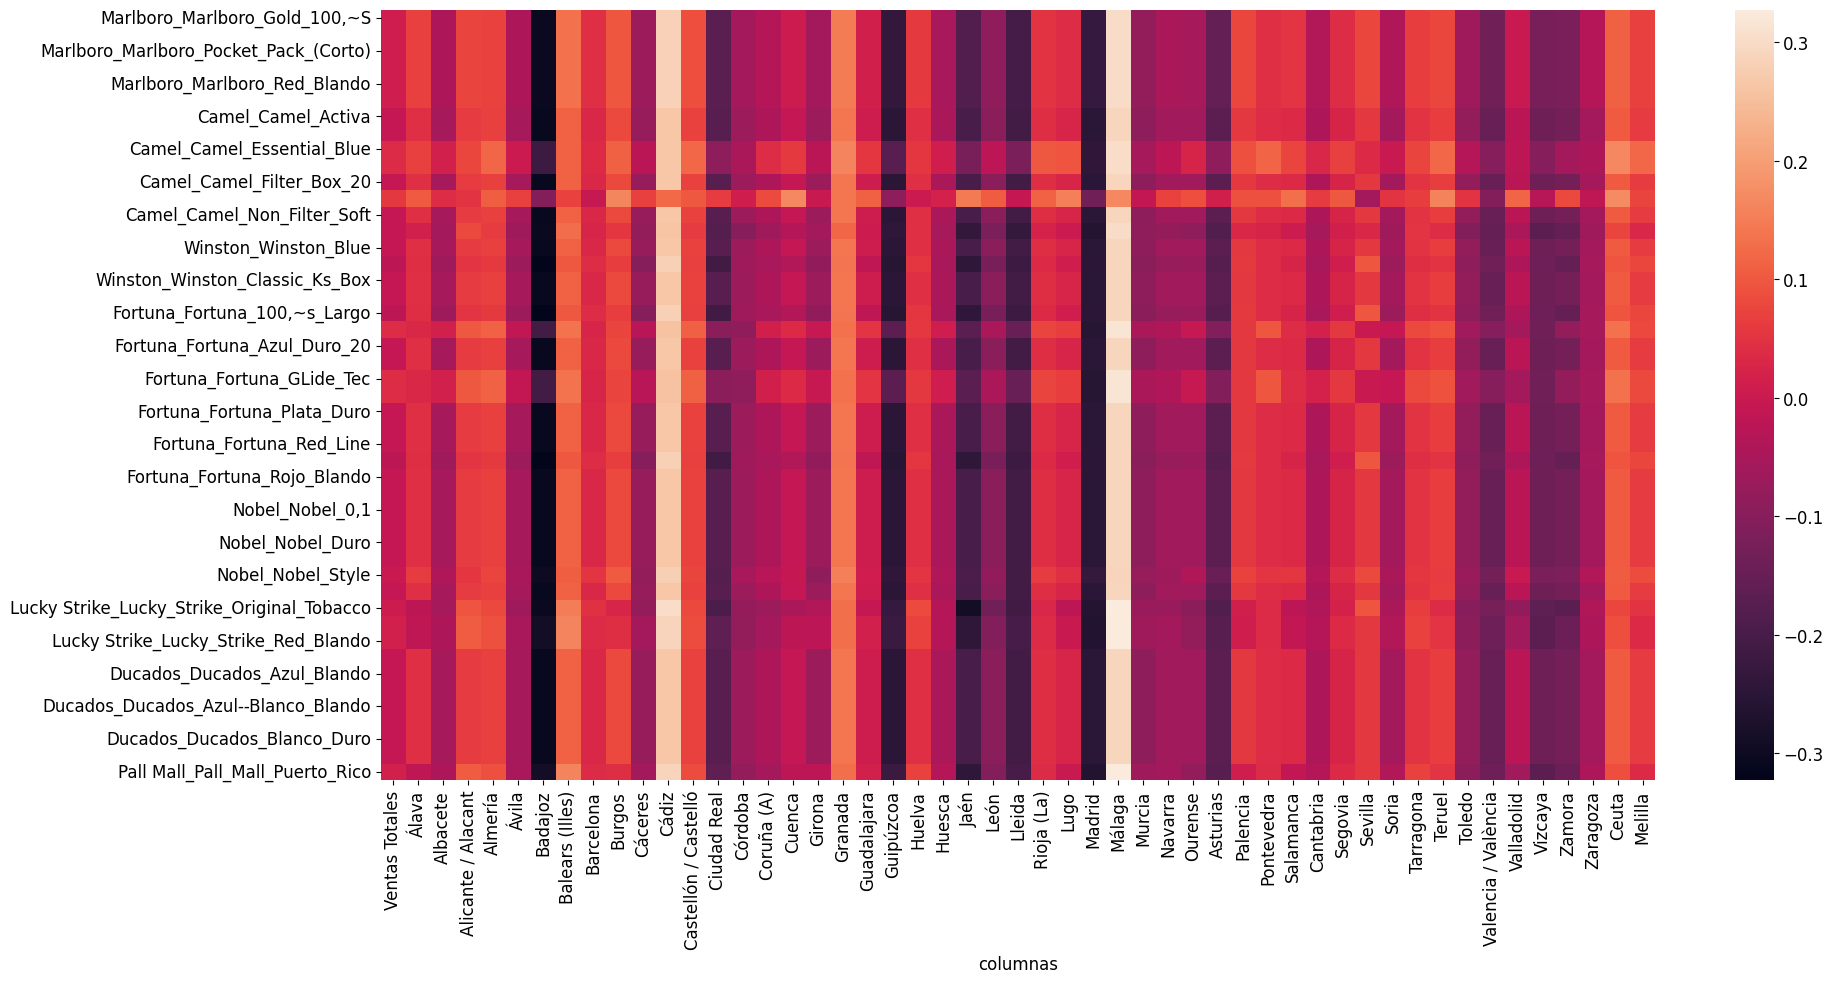 Marlboro_Marlboro_Gold_100,~S
Marlboro_Marlboro_Pocket_Pack_(Corto)
Marlboro_Marlboro_Red_Blando
Camel_Camel_Activa
Camel_Camel_Essential_Blue
Camel_Camel_Filter_Box_20
Camel_Camel_Non_Filter_Soft
Winston_Winston_Blue
Winston_Winston_Classic_Ks_Box
Fortuna_Fortuna_100,~s_Largo
Fortuna_Fortuna_Azul_Duro_20
Fortuna_Fortuna_GLide_Tec
Fortuna_Fortuna_Plata_Duro
Fortuna_Fortuna_Red_Line
Fortuna_Fortuna_Rojo_Blando
Nobel_Nobel_0,1
Nobel_Nobel_Duro
Nobel_Nobel_Style
Lucky Strike_Lucky_Strike_Original_Tobacco
Lucky Strike_Lucky_Strike_Red_Blando
Ducados_Ducados_Azul_Blando
Ducados_Ducados_Azul--Blanco_Blando
Ducados_Ducados_Blanco_Duro
Pall Mall_Pall_Mall_Puerto_Rico
Ventas Totales
Álava
Albacete
Alicante / Alacant
Almería
Ávila
Badajoz
Balears (Illes)
Barcelona
Burgos
Cáceres
Cádiz
Castellón / Castelló
Ciudad Real
Córdoba
Coruña (A)
Cuenca
Girona
Granada
Guadalajara
Guipúzcoa
Huelva
Huesca
Jaén
León
Lleida
Rioja (La)
Lugo
Madrid
Málaga
Murcia
Navarra
Ourense
Asturias
Palencia
Pontevedra
Salamanca
Cantabria
Segovia
Sevilla
Soria
Tarragona
Teruel
Toledo
Valencia / València
Valladolid
Vizcaya
Zamora
Zaragoza
Ceuta
Melilla
columnas
0.3
0.2
0.1
0.0
−0.1
−0.2
−0.3